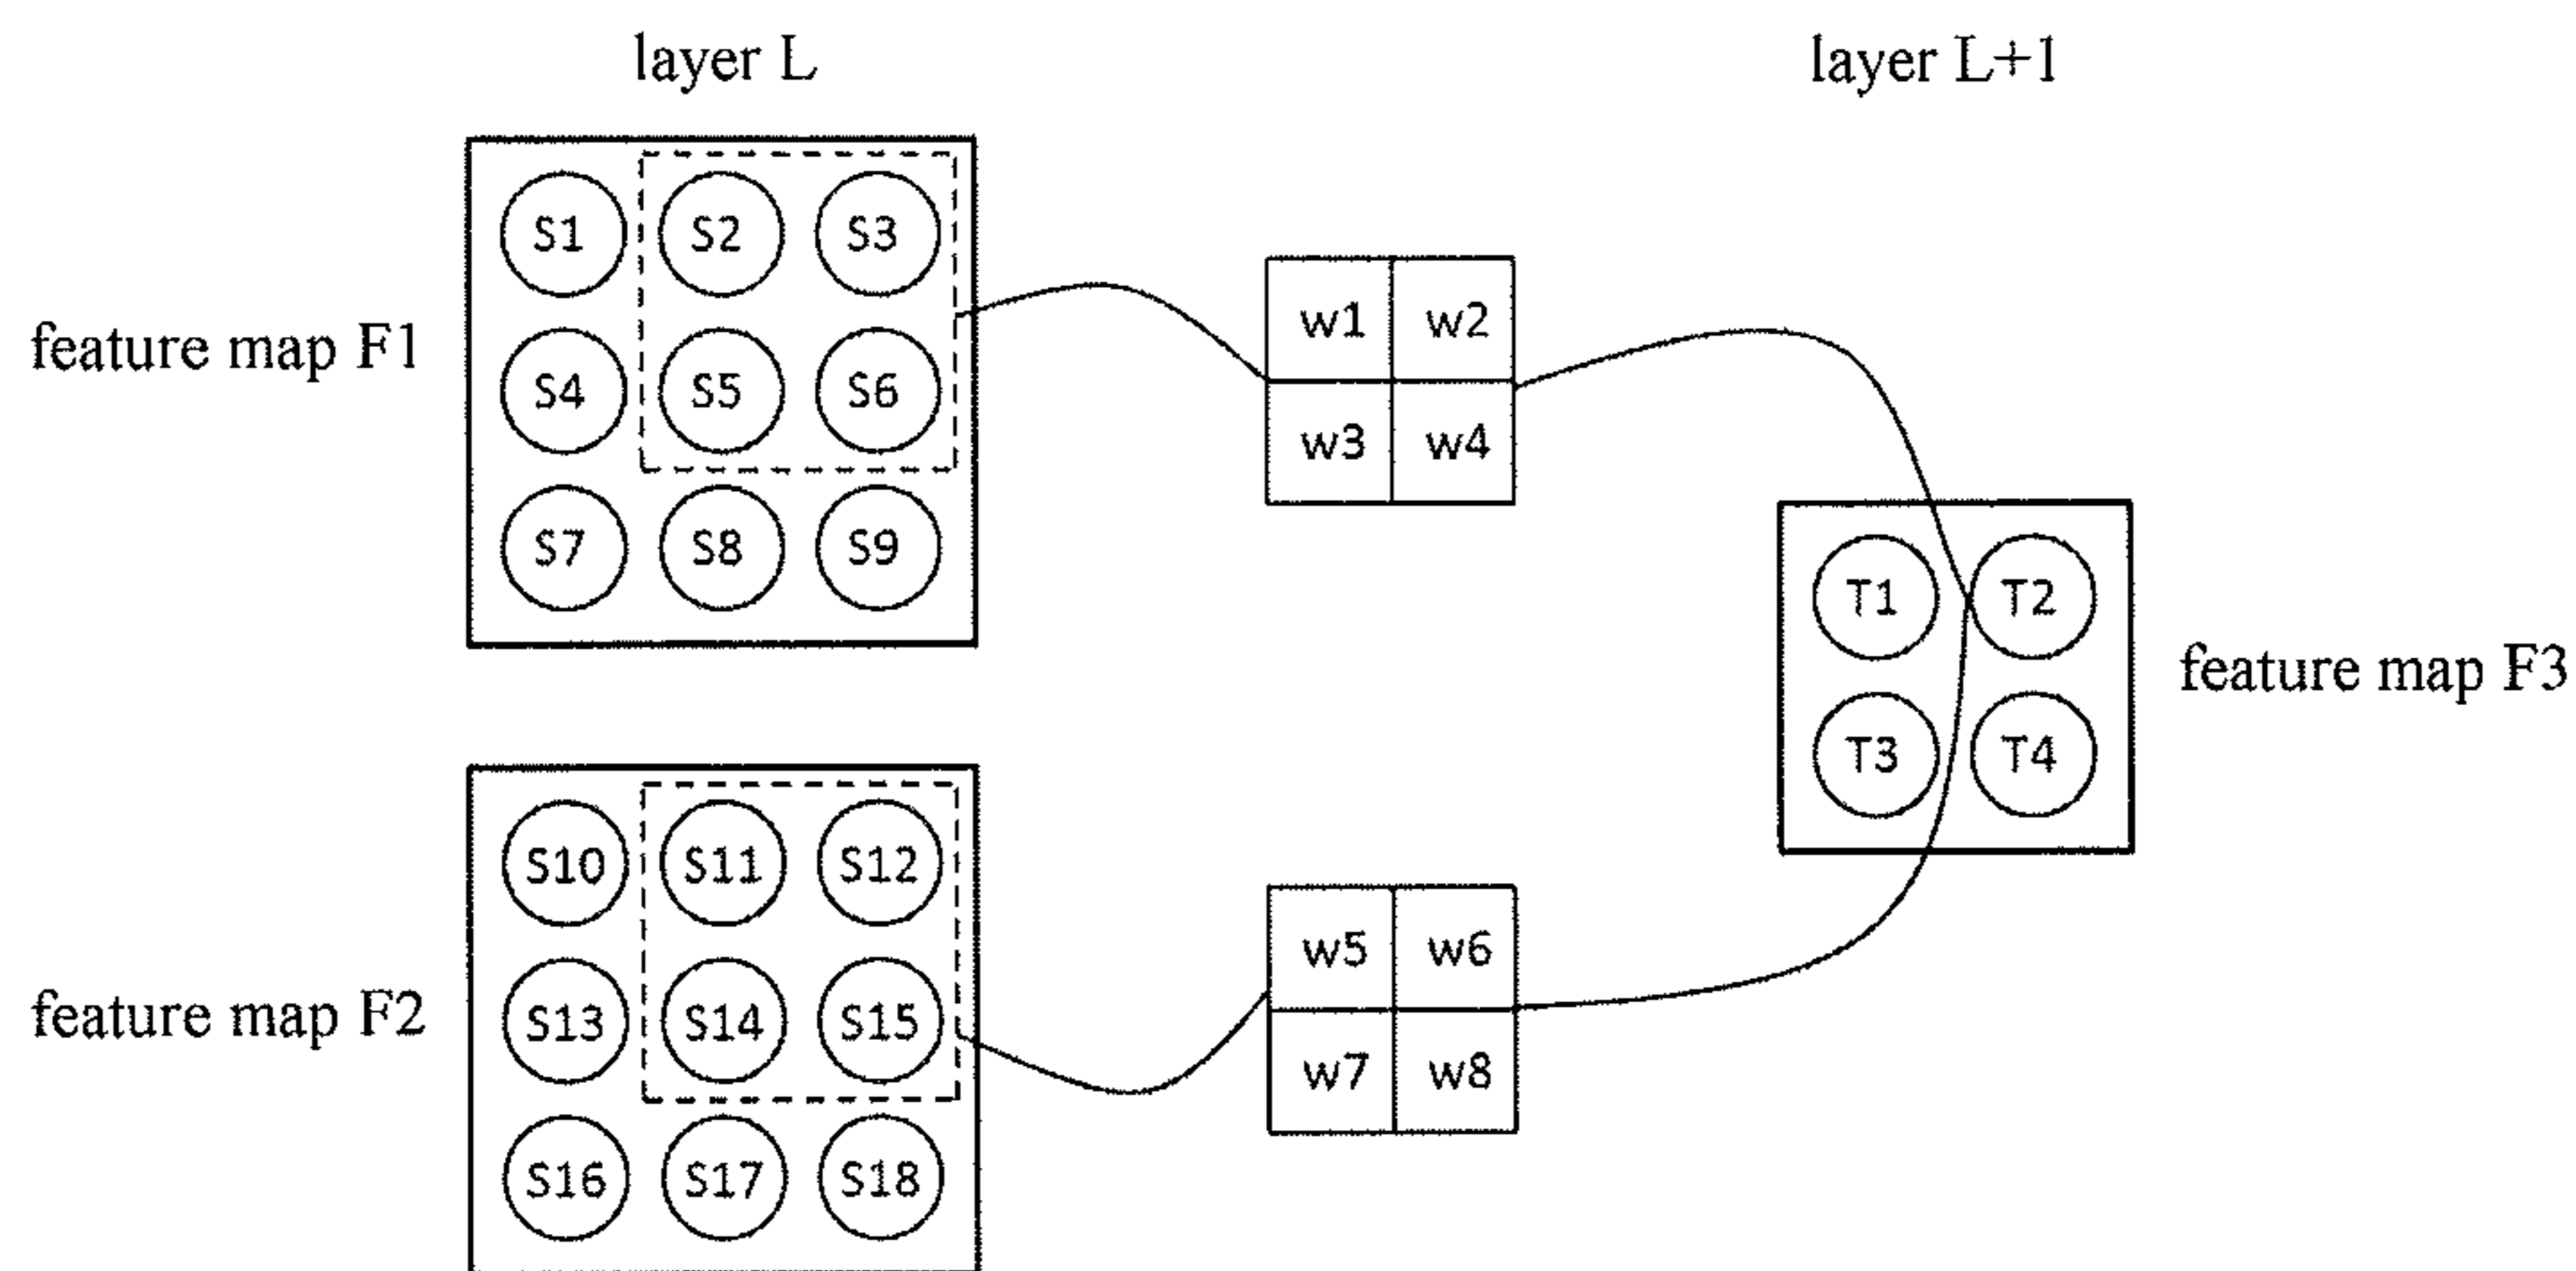 layer L
layer L+1
feature map F1
S1 S2 S3
S4 S5 S6
S7 S8 S9
w1 w2
w3 w4
T1 T2
T3 T4
feature map F3
feature map F2
S10 S11 S12
S13 S14 S15
S16 S17 S18
w5 w6
w7 w8